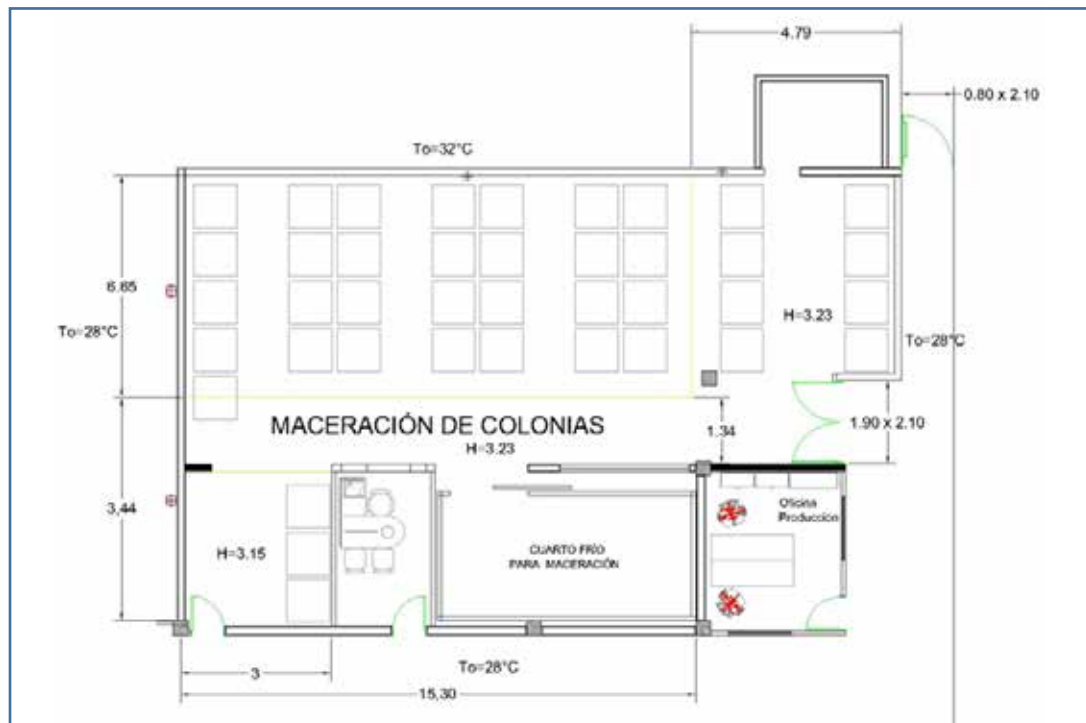 4.79
0.80 x 2.10
To=32°C
6.65
H=3.23
To=28°C
To=28°C
MACERACIÓN DE COLONIAS
H=3.23
1.34
1.90 x 2.10
3,44
Oficina
Produccion
H=3.15
CUARTO FRÍO
PARA MACERACIÓN
3
To=28°C
15,30